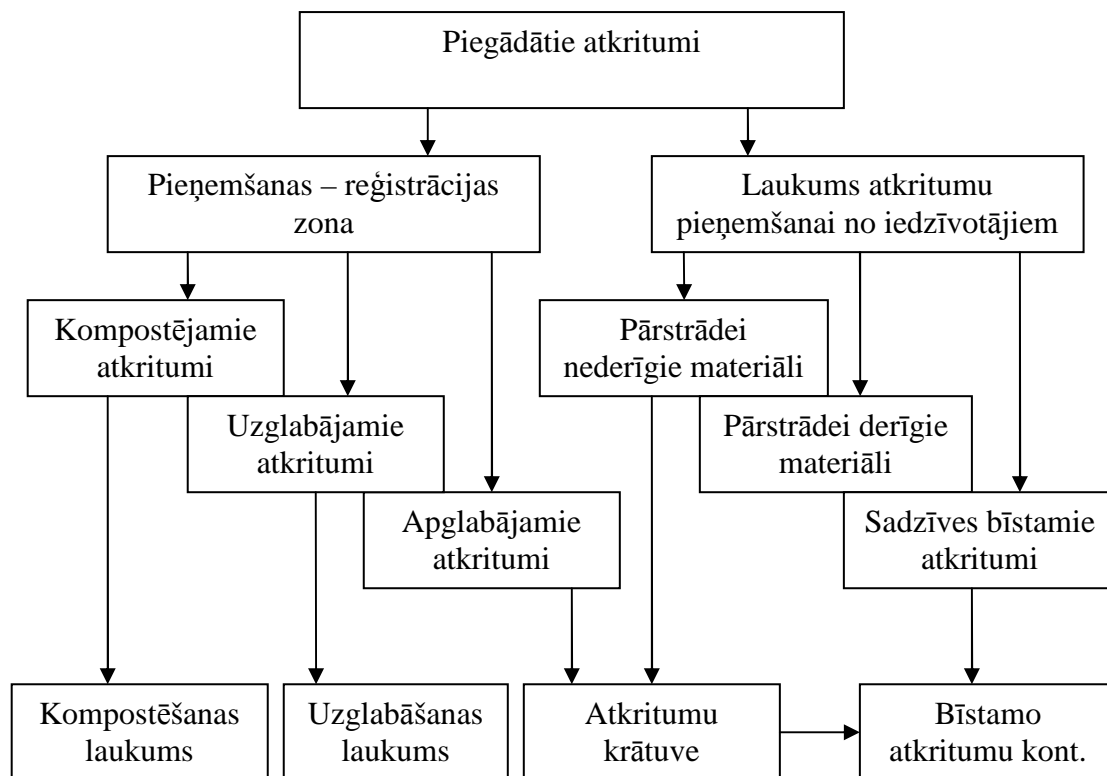 Piegādātie atkritumi
Pieņemšanas – reģistrācijas
zona
Laukums atkritumu
pieņemšanai no iedzīvotājiem
Kompostējamie
atkritumi
Pārstrādei
nederīgie materiāli
Uzglabājamie
atkritumi
Pārstrādei derīgie
materiāli
Apglabājamie
atkritumi
Sadzīves bīstamie
atkritumi
Kompostēšanas
laukums
Uzglabāšanas
laukums
Atkritumu
krātuve
Bīstamo
atkritumu kont.